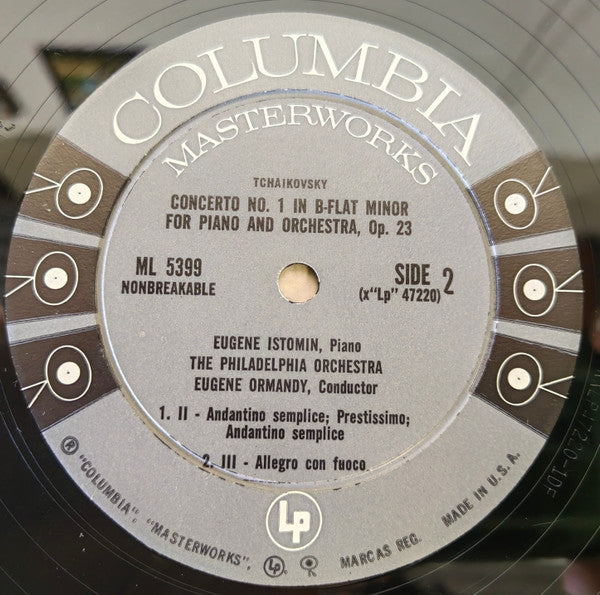 COLUMBIA
MASTERWORKS
TCHAIKOVSKY
CONCERTO NO. 1 IN B-FLAT MINOR
FOR PIANO AND ORCHESTRA, Op. 23
ML 5399
NONBREAKABLE
SIDE 2
(x"Lp" 47220)
EUGENE ISTOMIN, Piano
THE PHILADELPHIA ORCHESTRA
EUGENE ORMANDY, Conductor
1. II - Andantino semplice; Prestissimo;
Andantino semplice
2. III - Allegro con fuoco
Lp
® "COLUMBIA", "MASTERWORKS", Lp, MARCAS REG. MADE IN U.S.A.